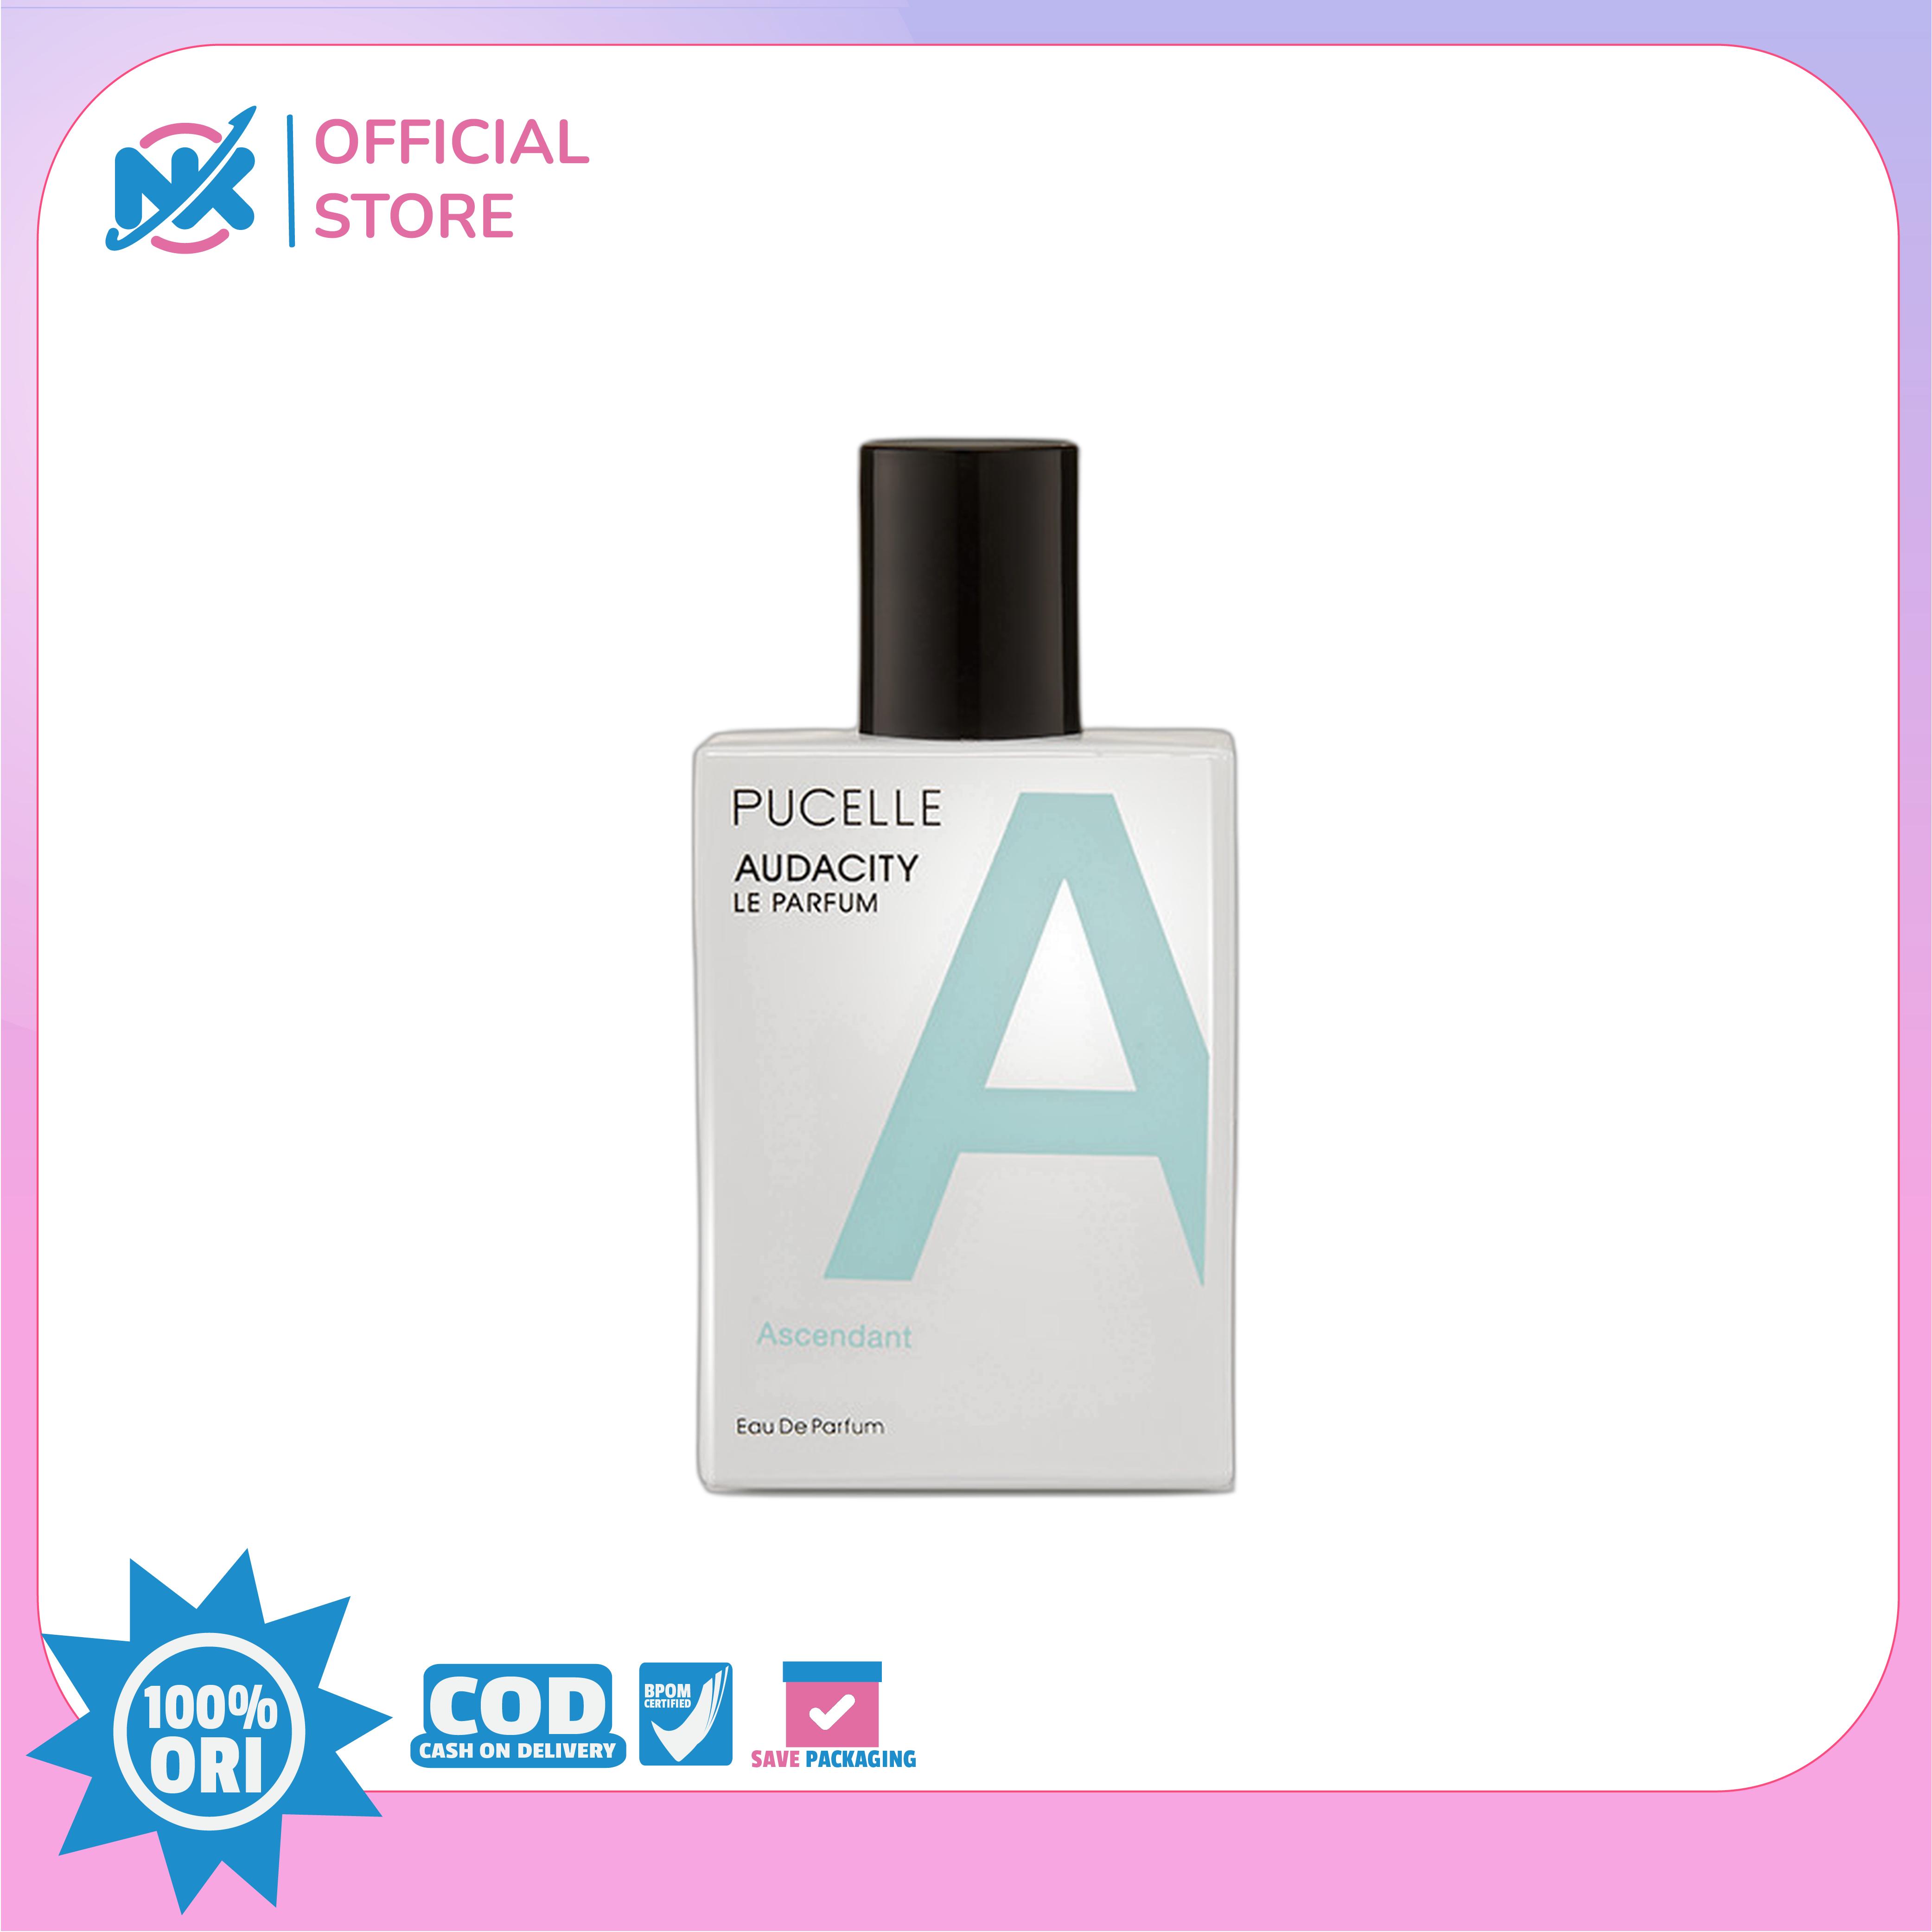 NK
OFFICIAL
STORE
PUCELLE
AUDACITY
LE PARFUM
A
Ascendant
Eau De Parfum
100%
ORI
COD
CASH ON DELIVERY
BPOM
CERTIFIED
SAVE PACKAGING